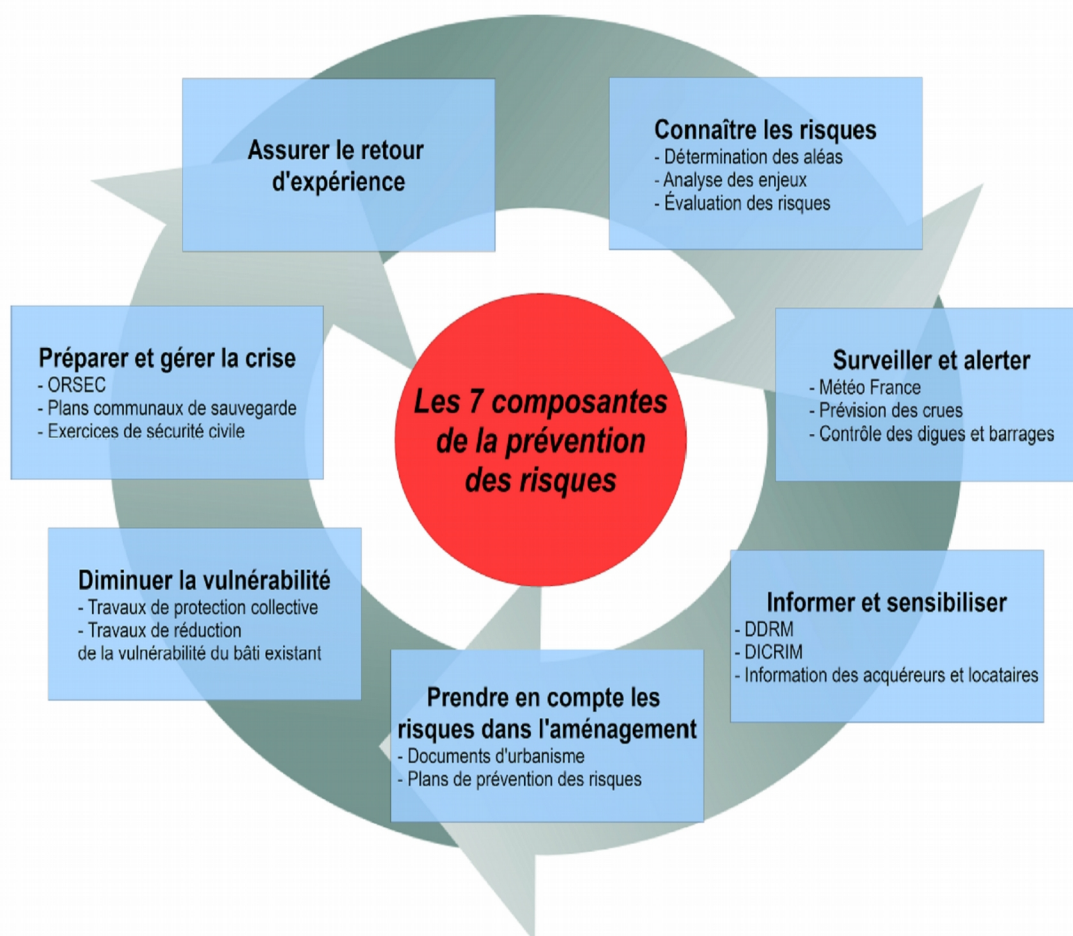 Les 7 composantes
de la prévention
des risques
Connaître les risques
- Détermination des aléas
- Analyse des enjeux
- Évaluation des risques
Surveiller et alerter
- Météo France
- Prévision des crues
- Contrôle des digues et barrages
Informer et sensibiliser
- DDRM
- DICRIM
- Information des acquéreurs et locataires
Prendre en compte les
risques dans l'aménagement
- Documents d'urbanisme
- Plans de prévention des risques
Diminuer la vulnérabilité
- Travaux de protection collective
- Travaux de réduction
de la vulnérabilité du bâti existant
Préparer et gérer la crise
- ORSEC
- Plans communaux de sauvegarde
- Exercices de sécurité civile
Assurer le retour
d'expérience